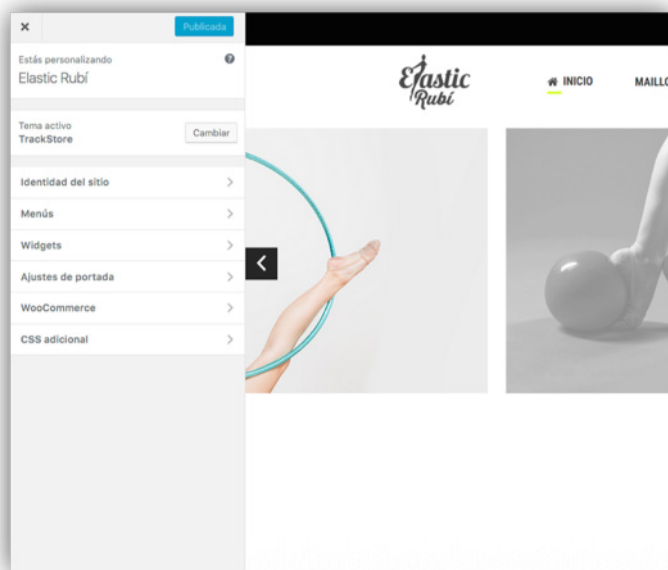 Publicada
Estás personalizando
Elastic Rubí
Tema activo
TrackStore
Cambiar
Identidad del sitio
Menús
Widgets
Ajustes de portada
WooCommerce
CSS adicional
Elastic
Rubí
INICIO
MAILLO